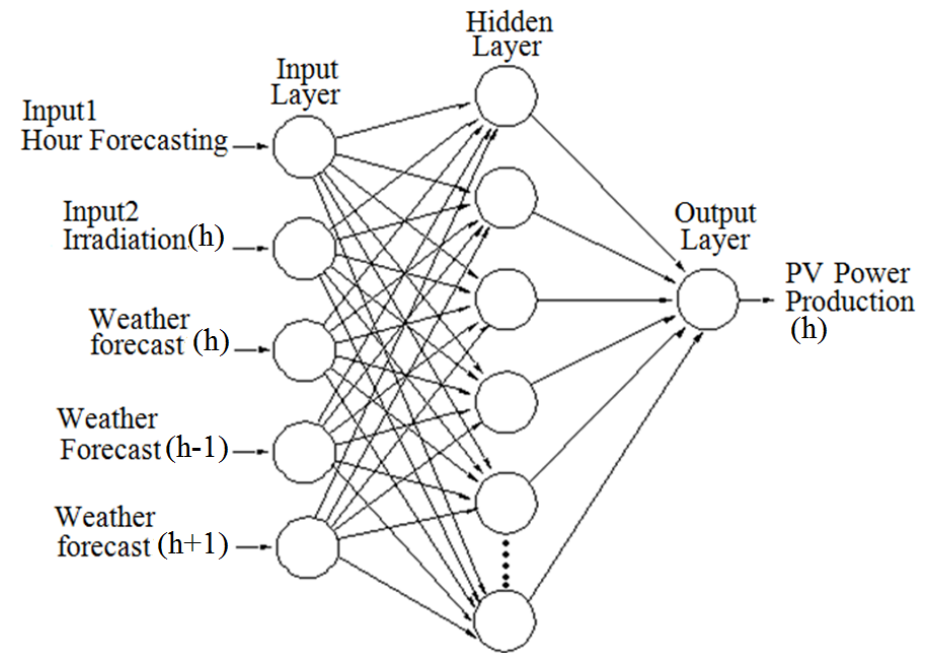 Hidden
Layer
Input
Layer
Input1
Hour Forecasting
Input2
Irradiation(h)
Weather
forecast (h)
Weather
Forecast (h-1)
Weather
forecast (h+1)
Output
Layer
PV Power
Production
(h)